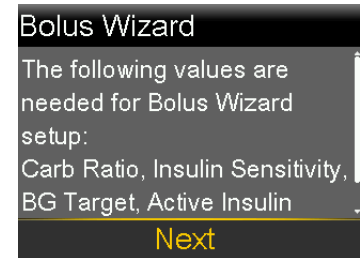 Bolus Wizard
The following values are
needed for Bolus Wizard
setup:
Carb Ratio, Insulin Sensitivity,
BG Target, Active Insulin
Next